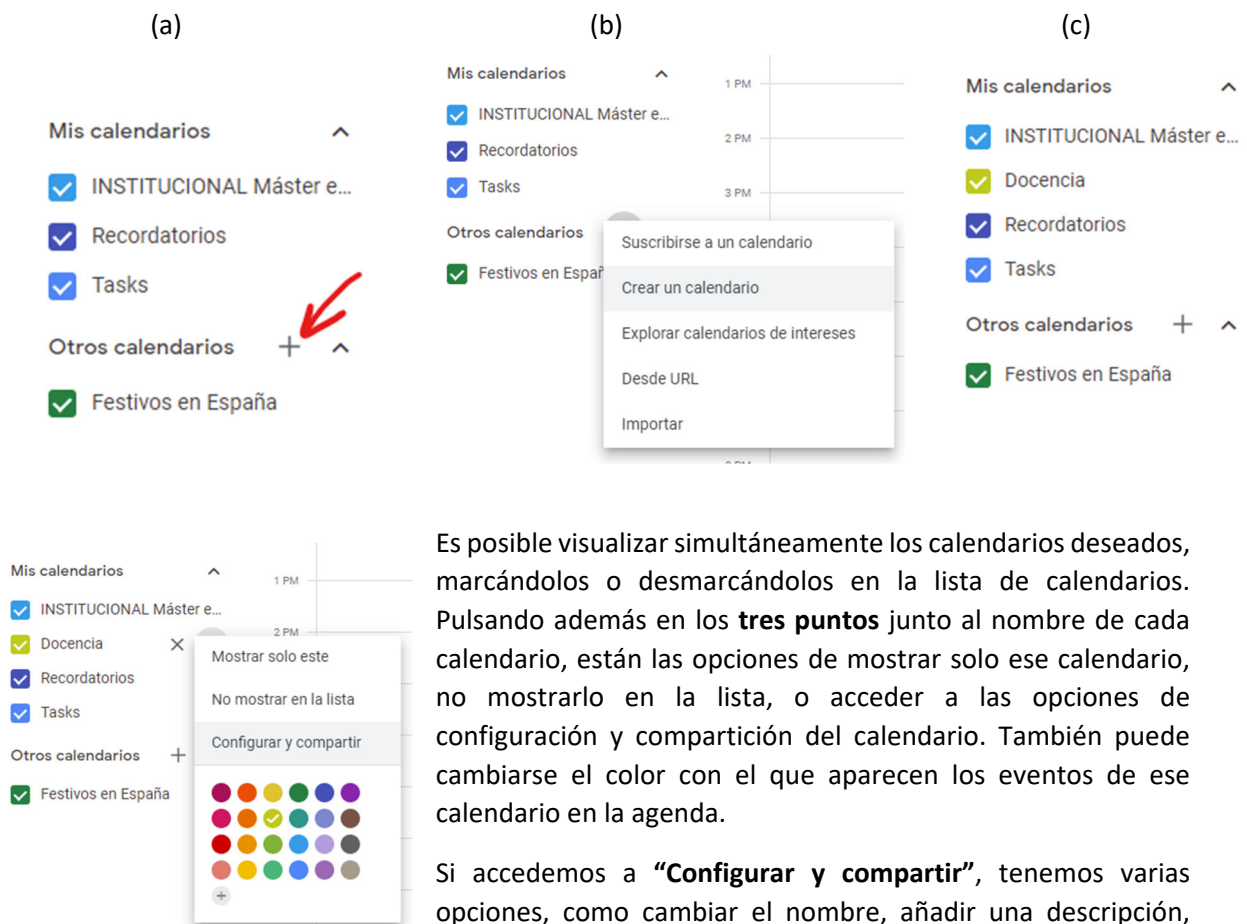 (a)
Mis calendarios
INSTITUCIONAL Máster e...
Recordatorios
Tasks
Otros calendarios +
Festivos en España
(b)
Mis calendarios
INSTITUCIONAL Máster e...
Recordatorios
Tasks
Otros calendarios
Festivos en Españ
1 PM
2 PM
3 PM
Suscribirse a un calendario
Crear un calendario
Explorar calendarios de intereses
Desde URL
Importar
(c)
Mis calendarios
INSTITUCIONAL Máster e...
Docencia
Recordatorios
Tasks
Otros calendarios +
Festivos en España
Mis calendarios
INSTITUCIONAL Máster e...
Docencia
Recordatorios
Tasks
Otros calendarios +
Festivos en España
1 PM
2 PM
Mostrar solo este
No mostrar en la lista
Configurar y compartir
+
Es posible visualizar simultáneamente los calendarios deseados,
marcándolos o desmarcándolos en la lista de calendarios.
Pulsando además en los tres puntos junto al nombre de cada
calendario, están las opciones de mostrar solo ese calendario,
no mostrarlo en la lista, o acceder a las opciones de
configuración y compartición del calendario. También puede
cambiarse el color con el que aparecen los eventos de ese
calendario en la agenda.
Si accedemos a “Configurar y compartir”, tenemos varias
opciones, como cambiar el nombre, añadir una descripción,